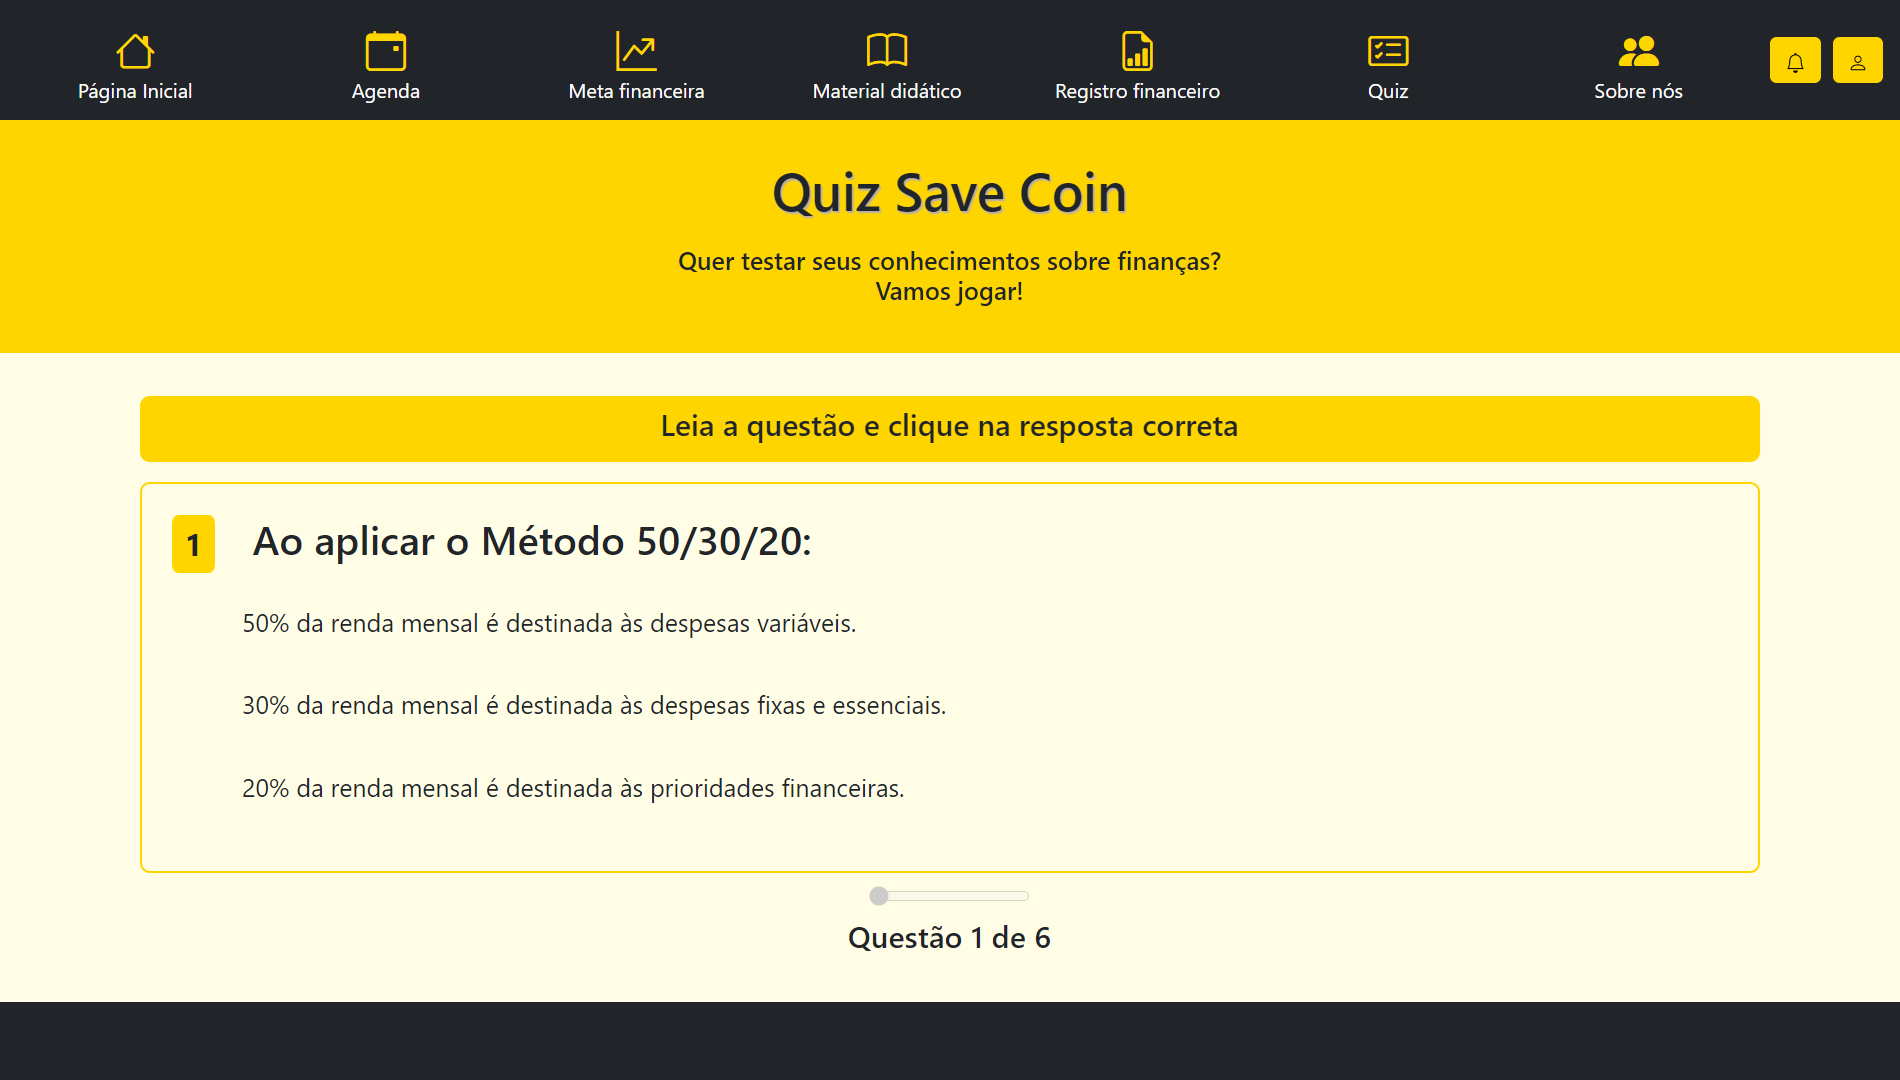 Página Inicial
Agenda
Meta financeira
Material didático
Registro financeiro
Quiz
Sobre nós
Quiz Save Coin
Quer testar seus conhecimentos sobre finanças?
Vamos jogar!
Leia a questão e clique na resposta correta
1 Ao aplicar o Método 50/30/20:
50% da renda mensal é destinada às despesas variáveis.
30% da renda mensal é destinada às despesas fixas e essenciais.
20% da renda mensal é destinada às prioridades financeiras.
Questão 1 de 6